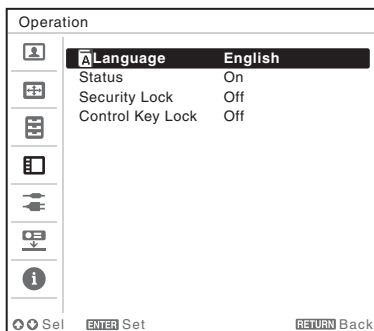 Operation
A Language English
Status On
Security Lock Off
Control Key Lock Off
Sel ENTER Set RETURN Back